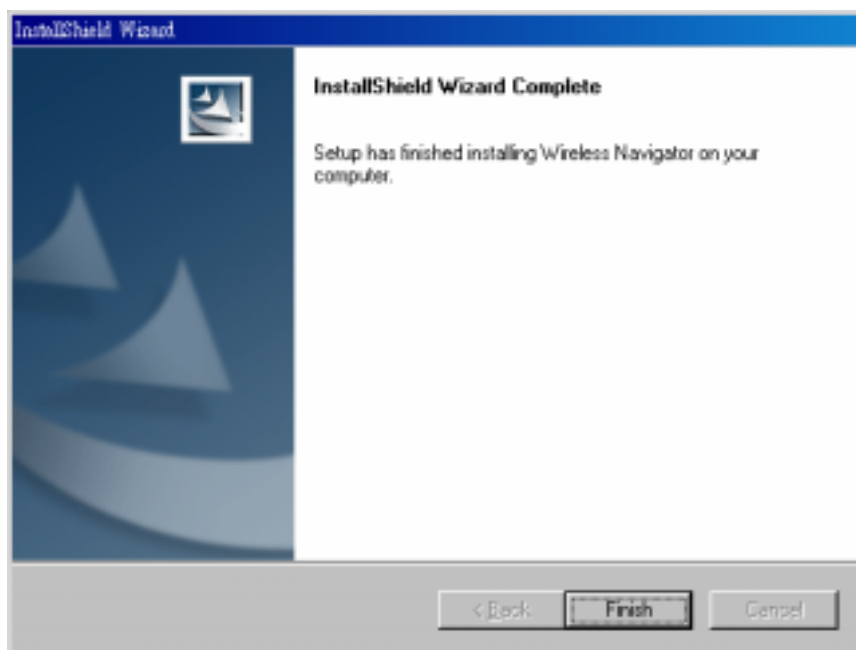 InstallShield Wizard
InstallShield Wizard Complete
Setup has finished installing Wireless Navigator on your
computer.
< Back
Finish
Cancel